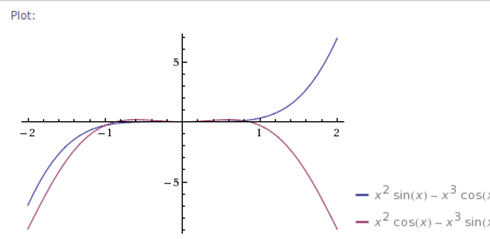 Plot:
5
−2 −1 1 2
−5
x² sin(x) − x³ cos(
x² cos(x) − x³ sin(